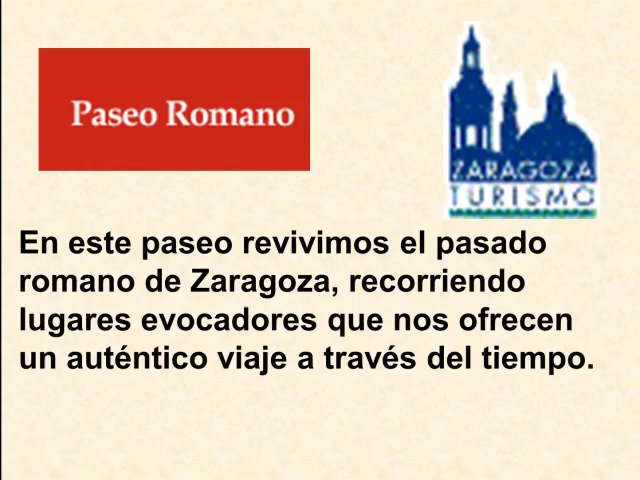 Paseo Romano
ZARAGOZA
TURISMO
En este paseo revivimos el pasado
romano de Zaragoza, recorriendo
lugares evocadores que nos ofrecen
un auténtico viaje a través del tiempo.